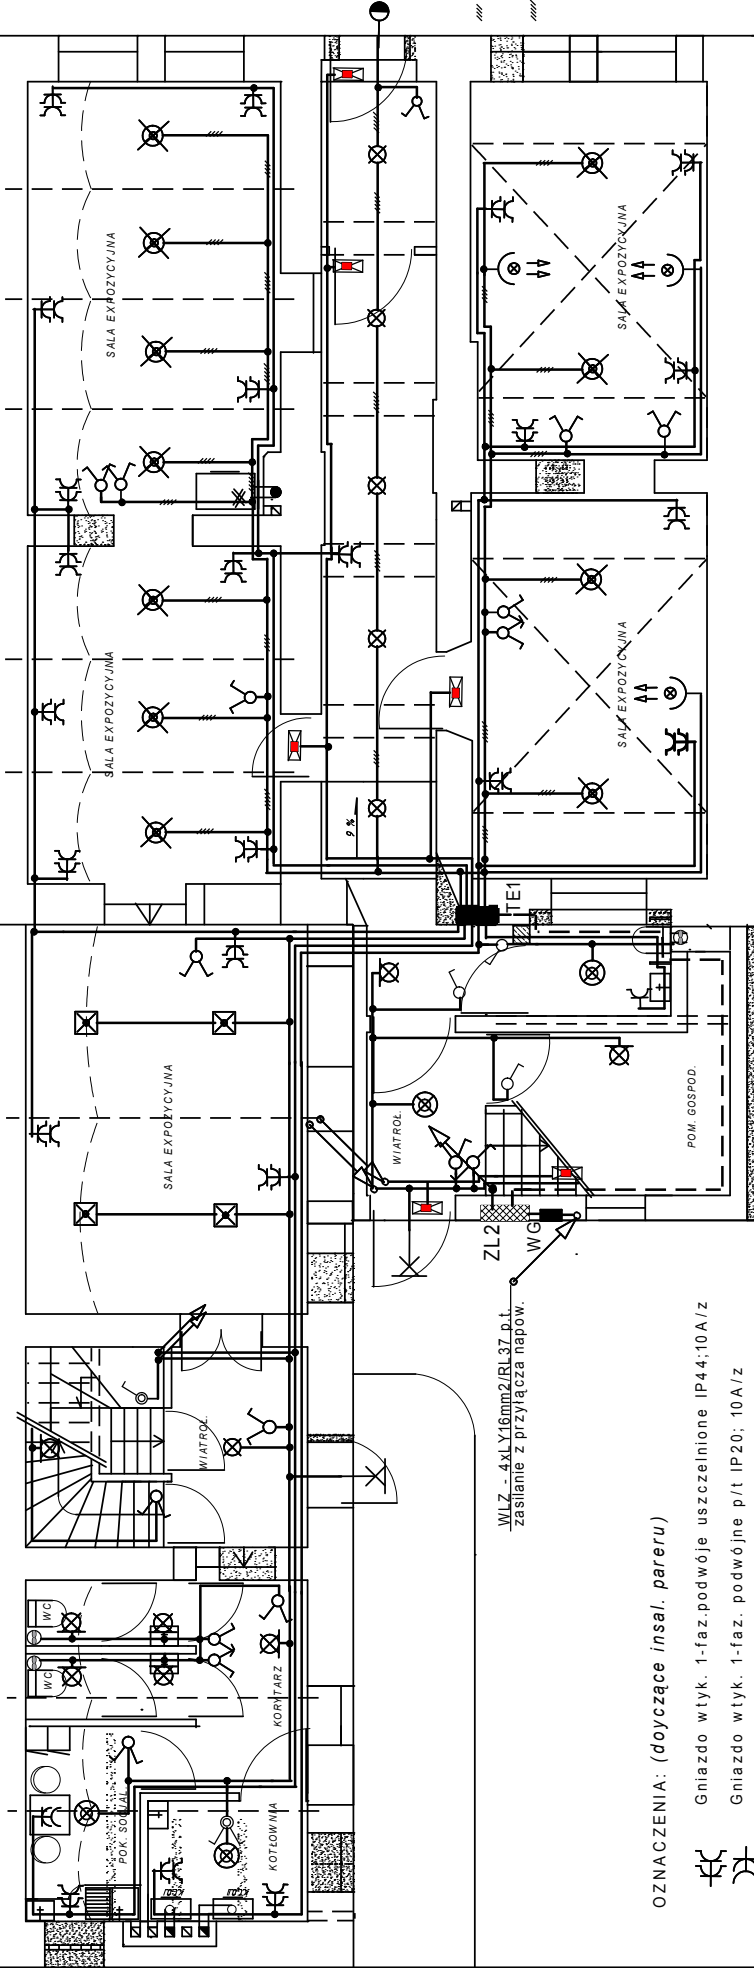 SALA EXPOZYCYJNA
SALA EXPOZYCYJNA
SALA EXPOZYCYJNA
SALA EXPOZYCYJNA
9 %
TE1
SALA EXPOZYCYJNA
WIATROŁ.
POM. GOSPOD.
ZL2
WG
WLZ - 4xLY16mm2/RL37 p.t.
zasilanie z przyłącza napow.
WIATROŁ.
WC
WC
KORYTARZ
POK. SOCJAL.
KOTŁOWNIA
OZNACZENIA: (doyczące insal. pareru)
Gniazdo wtyk. 1-faz.podwóje uszczelnione IP44;10A/z
Gniazdo wtyk. 1-faz. podwójne p/t IP20; 10A/z